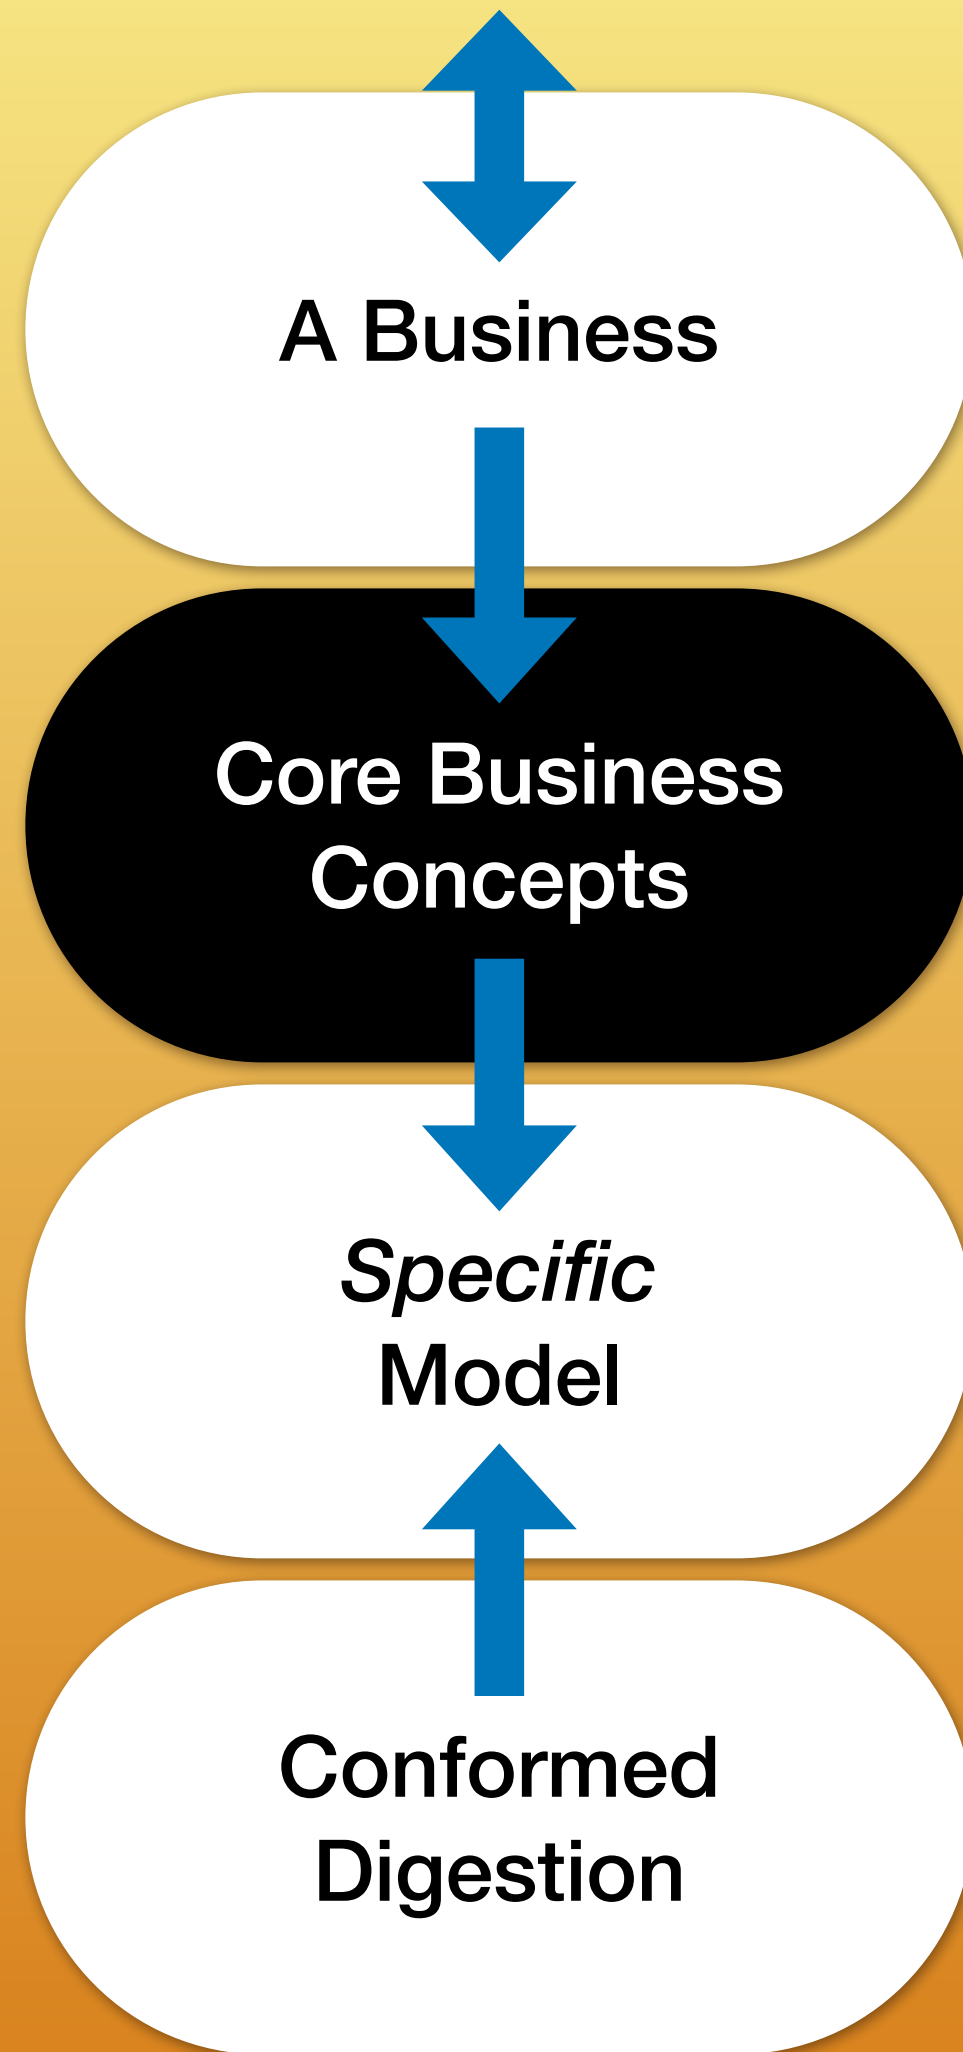 A Business
Core Business
Concepts
Specific
Model
Conformed
Digestion